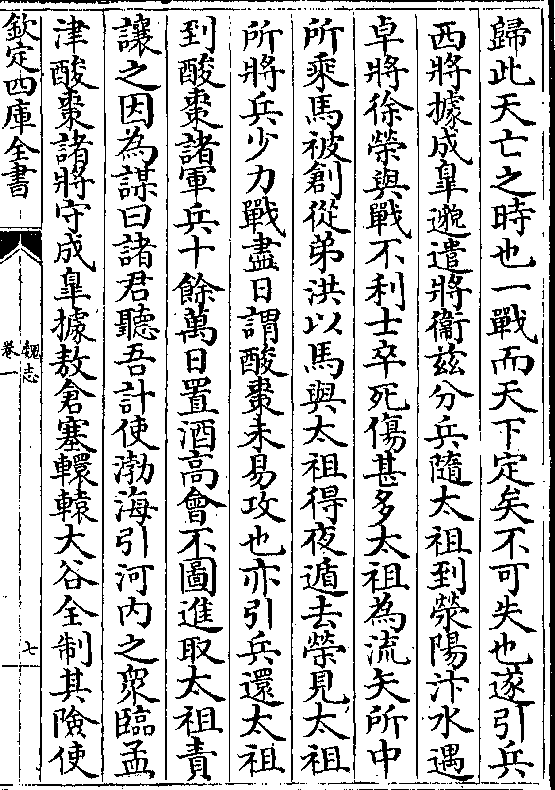 歸此天亡之時也一戰而天下定矣不可失也遂引兵
西將據成皐邈遣將衞兹分兵隨太祖到滎陽汴水遇
卓將徐榮與戰不利士卒死傷甚多太祖為流矢所中
所乘馬被創從弟洪以馬與太祖得夜遁去榮見太祖
所將兵少力戰盡日謂酸棗未易攻也亦引兵還太祖
到酸棗諸軍兵十餘萬日置酒高會不圖進取太祖責
讓之因為謀曰諸君聽吾計使渤海引河内之衆臨孟
津酸棗諸將守成臯據敖倉塞轘轅大谷全制其險使
欽定四庫全書
魏志
卷一
七